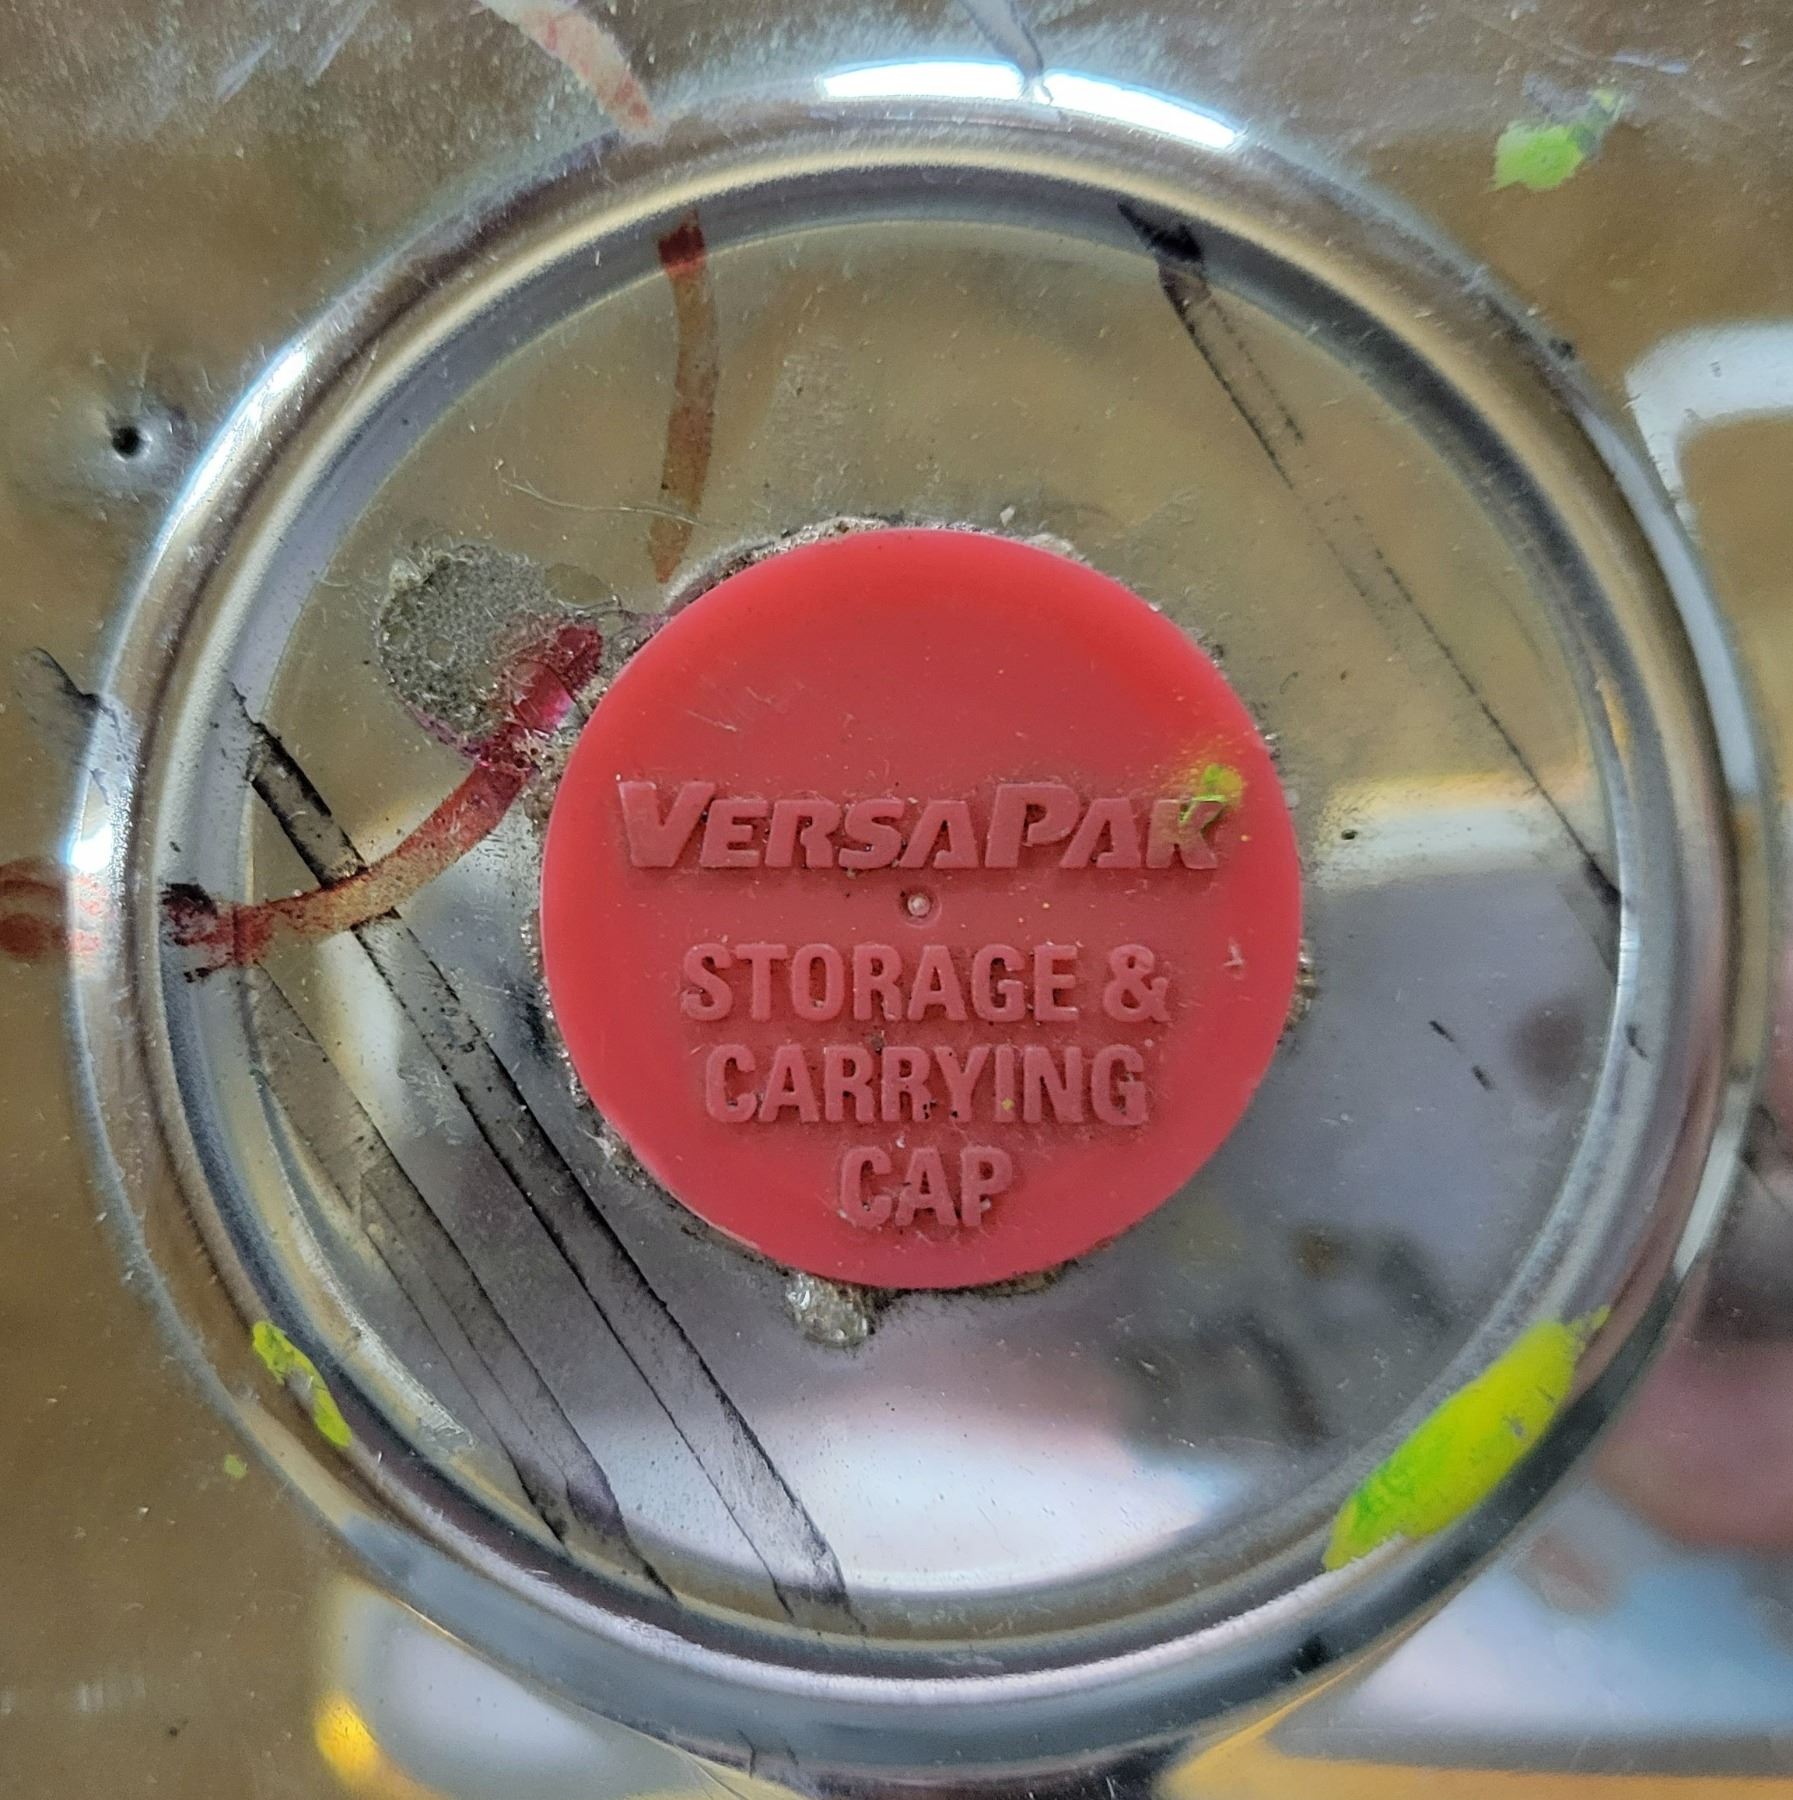 VERSAPAK
STORAGE &
CARRYING
CAP